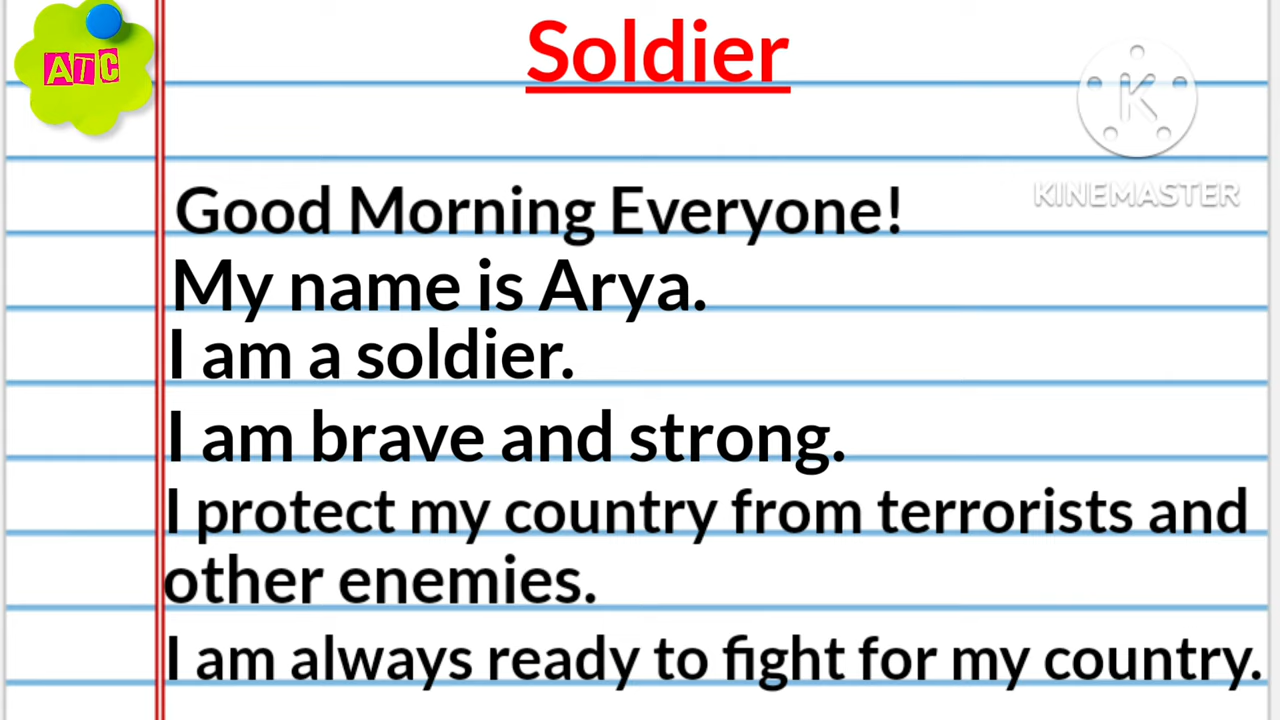 ATC
Soldier
K
KINEMASTER
Good Morning Everyone!
My name is Arya.
I am a soldier.
I am brave and strong.
I protect my country from terrorists and
other enemies.
I am always ready to fight for my country.